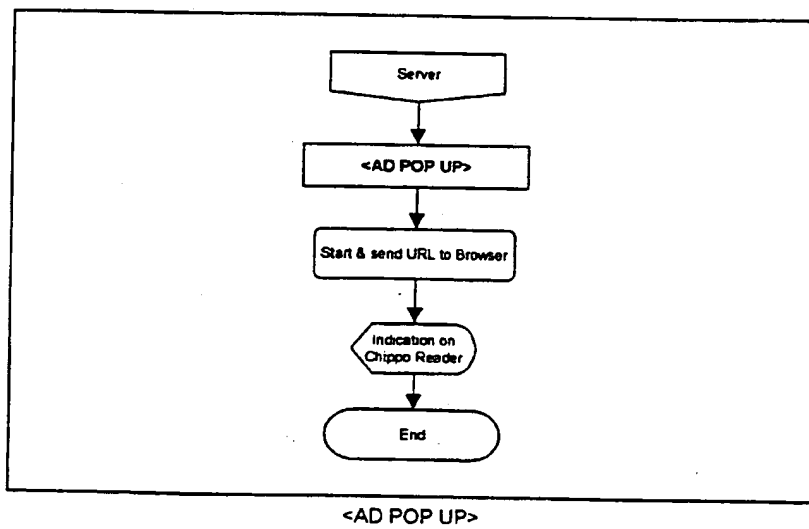 Server
<AD POP UP>
Start & send URL to Browser
Indication on
Chippo Reader
End
<AD POP UP>